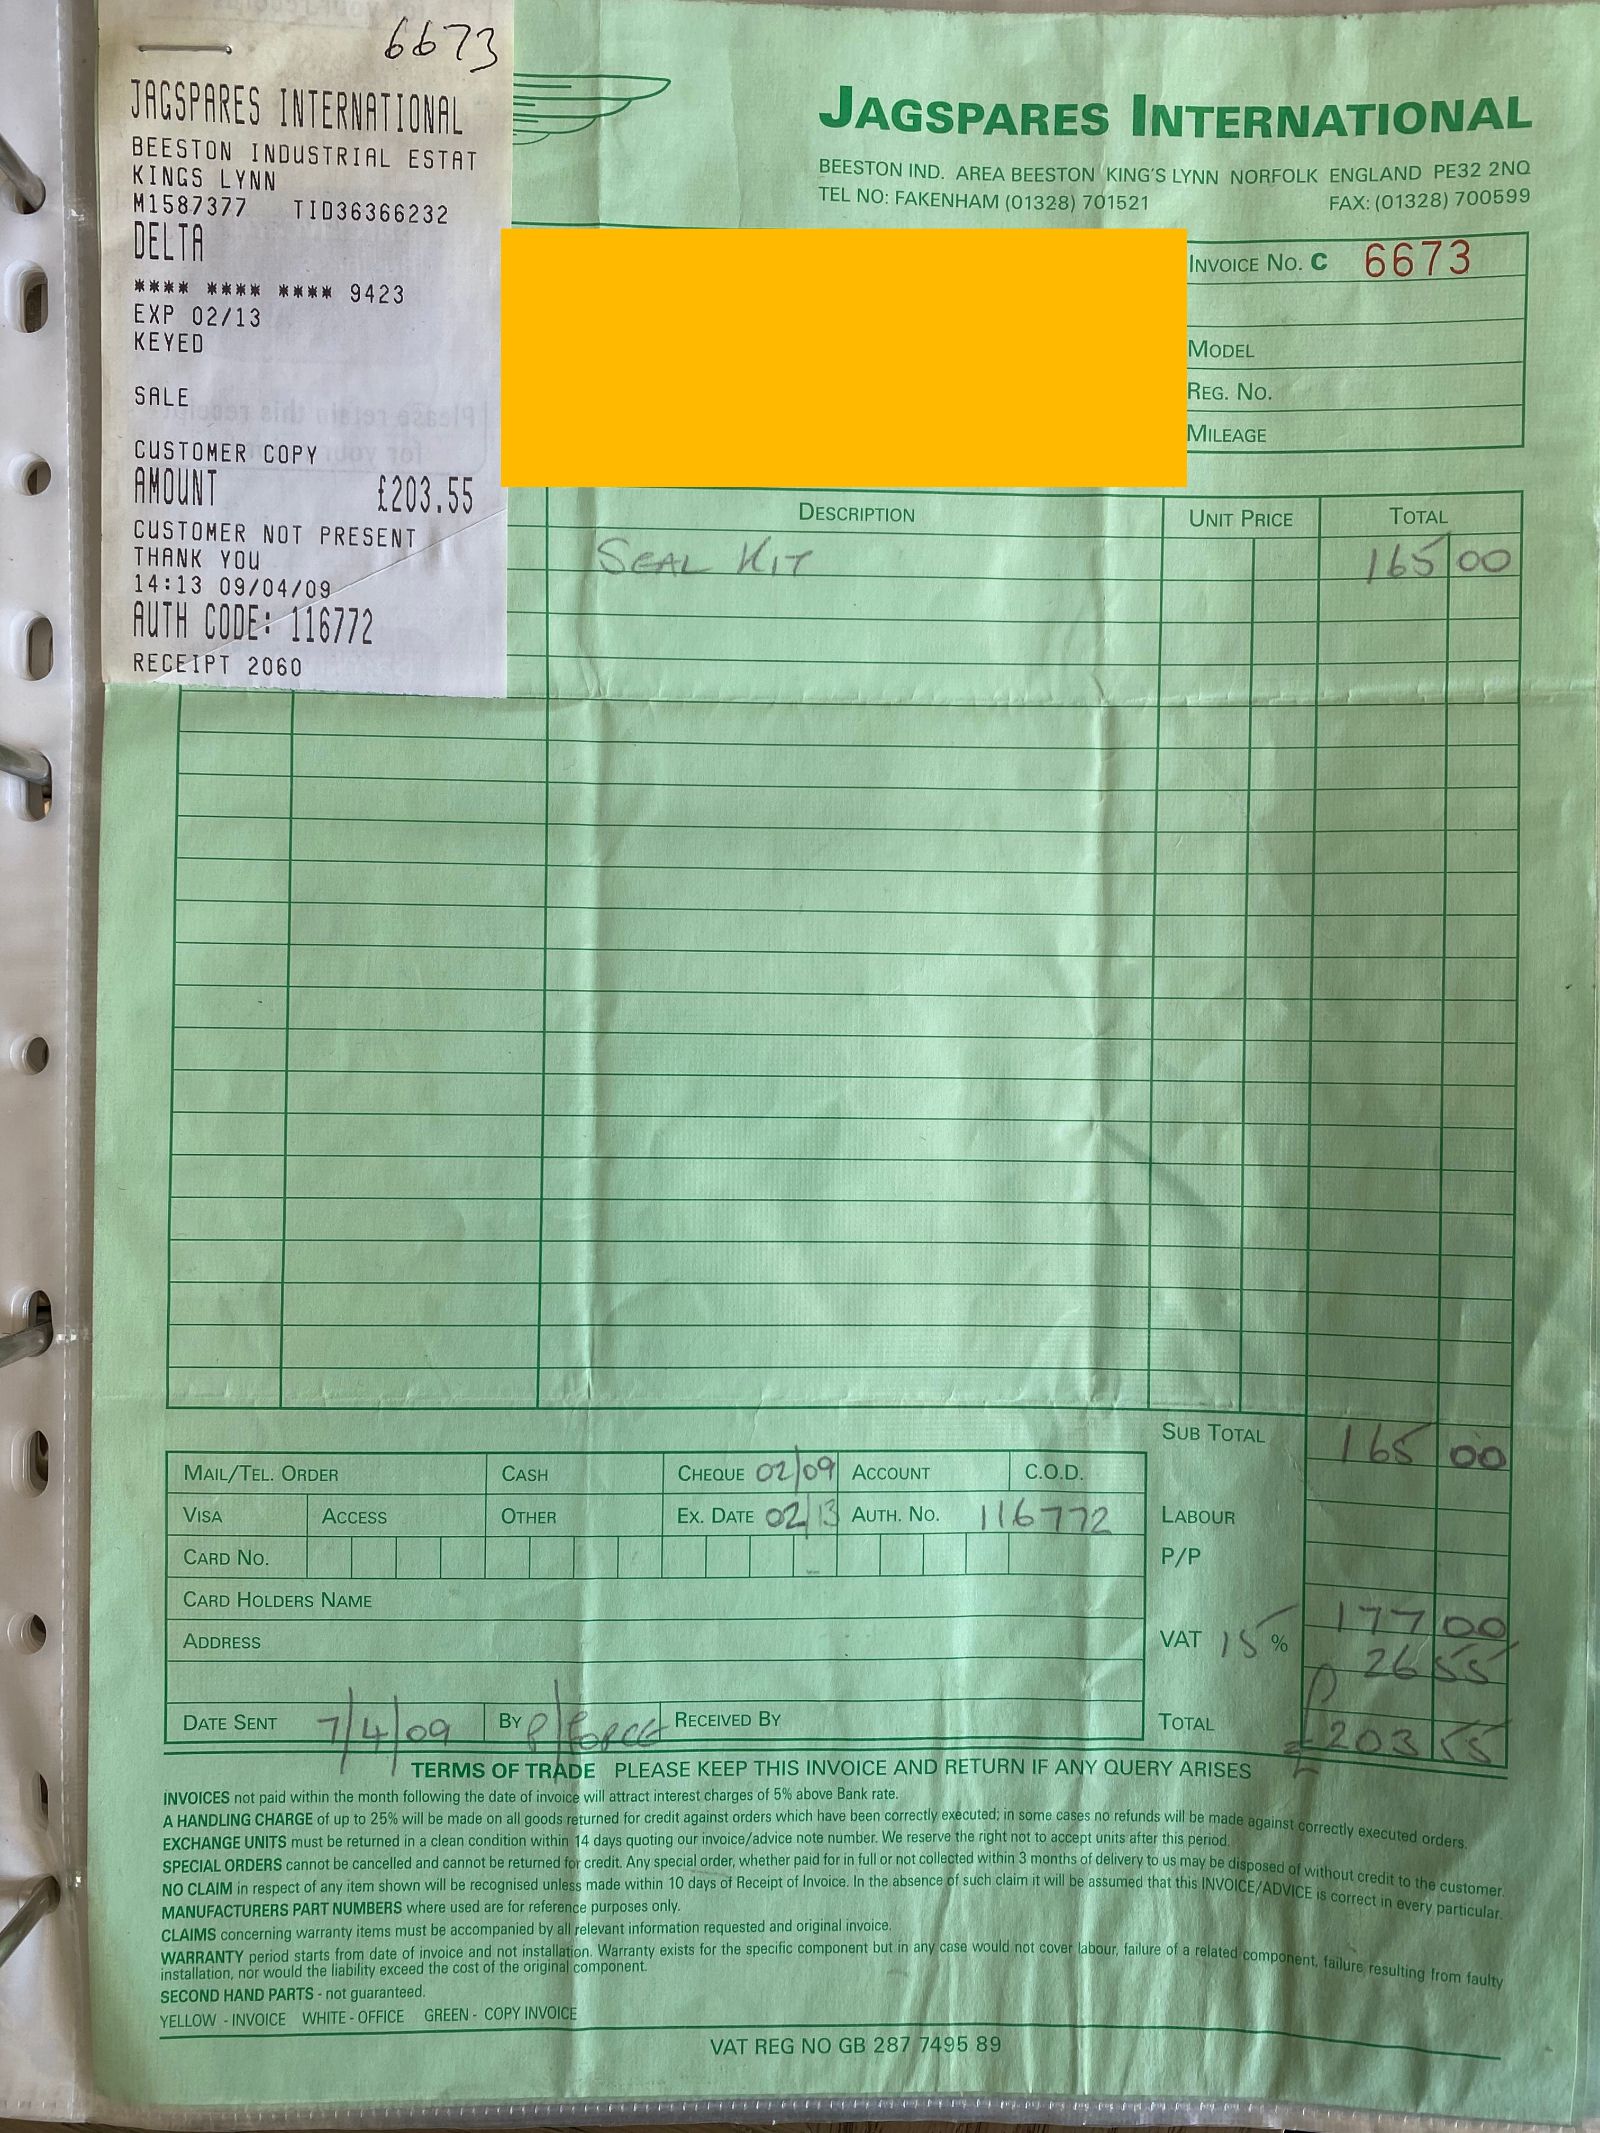 6673
JAGSPARES INTERNATIONAL
BEESTON INDUSTRIAL ESTAT
KINGS LYNN
M1587377 TID36366232
DELTA
**** **** **** 9423
EXP 02/13
KEYED
SALE
CUSTOMER COPY
AMOUNT £203.55
CUSTOMER NOT PRESENT
THANK YOU
14:13 09/04/09
AUTH CODE: 116772
RECEIPT 2060
JAGSPARES INTERNATIONAL
BEESTON IND. AREA BEESTON KING'S LYNN NORFOLK ENGLAND PE32 2NQ
TEL NO: FAKENHAM (01328) 701521 FAX: (01328) 700599
INVOICE NO. C 6673
MODEL
REG. NO.
MILEAGE
DESCRIPTION UNIT PRICE TOTAL
SEAL KIT 165 00
SUB TOTAL 165 00
MAIL/TEL. ORDER CASH CHEQUE 02/09 ACCOUNT C.O.D.
VISA ACCESS OTHER EX. DATE 02/13 AUTH. NO. 116772 LABOUR
CARD NO. P/P
CARD HOLDERS NAME 177 00
ADDRESS VAT 15 % 26 55
DATE SENT 7/4/09 BY RECEIVED BY TOTAL £203 55
TERMS OF TRADE PLEASE KEEP THIS INVOICE AND RETURN IF ANY QUERY ARISES
INVOICES not paid within the month following the date of invoice will attract interest charges of 5% above Bank rate.
A HANDLING CHARGE of up to 25% will be made on all goods returned for credit against orders which have been correctly executed; in some cases no refunds will be made against correctly executed orders.
EXCHANGE UNITS must be returned in a clean condition within 14 days quoting our invoice/advice note number. We reserve the right not to accept units after this period.
SPECIAL ORDERS cannot be cancelled and cannot be returned for credit. Any special order, whether paid for in full or not collected within 3 months of delivery to us may be disposed of without credit to the customer.
NO CLAIM in respect of any item shown will be recognised unless made within 10 days of Receipt of Invoice. In the absence of such claim it will be assumed that this INVOICE/ADVICE is correct in every particular.
MANUFACTURERS PART NUMBERS where used are for reference purposes only.
CLAIMS concerning warranty items must be accompanied by all relevant information requested and original invoice.
WARRANTY period starts from date of invoice and not installation. Warranty exists for the specific component but in any case would not cover labour, failure of a related component, failure resulting from faulty
installation, nor would the liability exceed the cost of the original component.
SECOND HAND PARTS - not guaranteed.
YELLOW - INVOICE WHITE - OFFICE GREEN - COPY INVOICE
VAT REG NO GB 287 7495 89